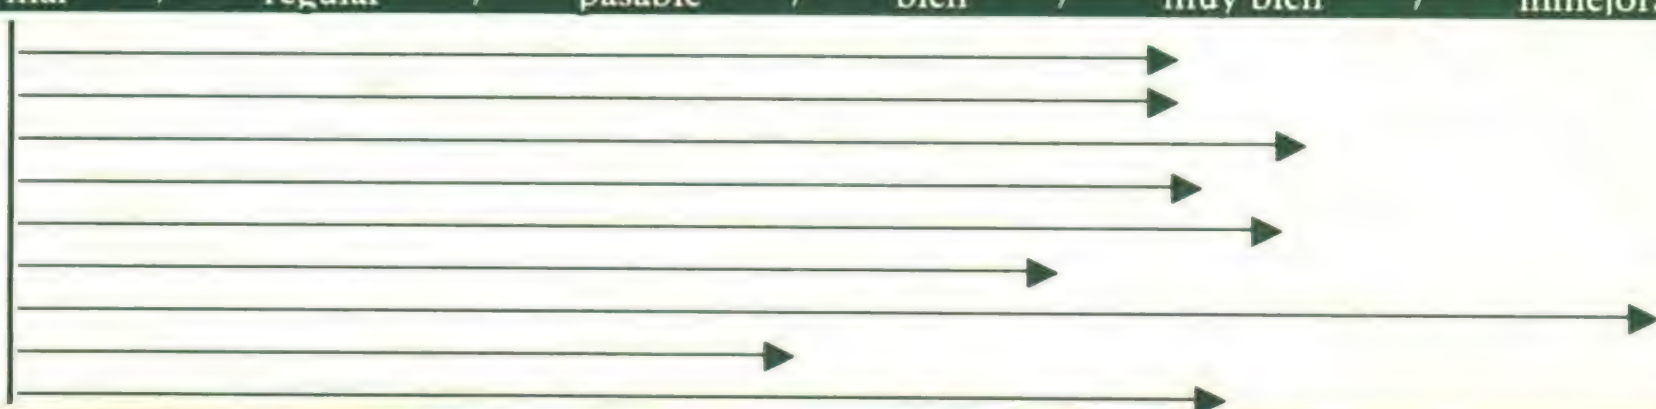 mal / regular / pasable / bien / muy bien /